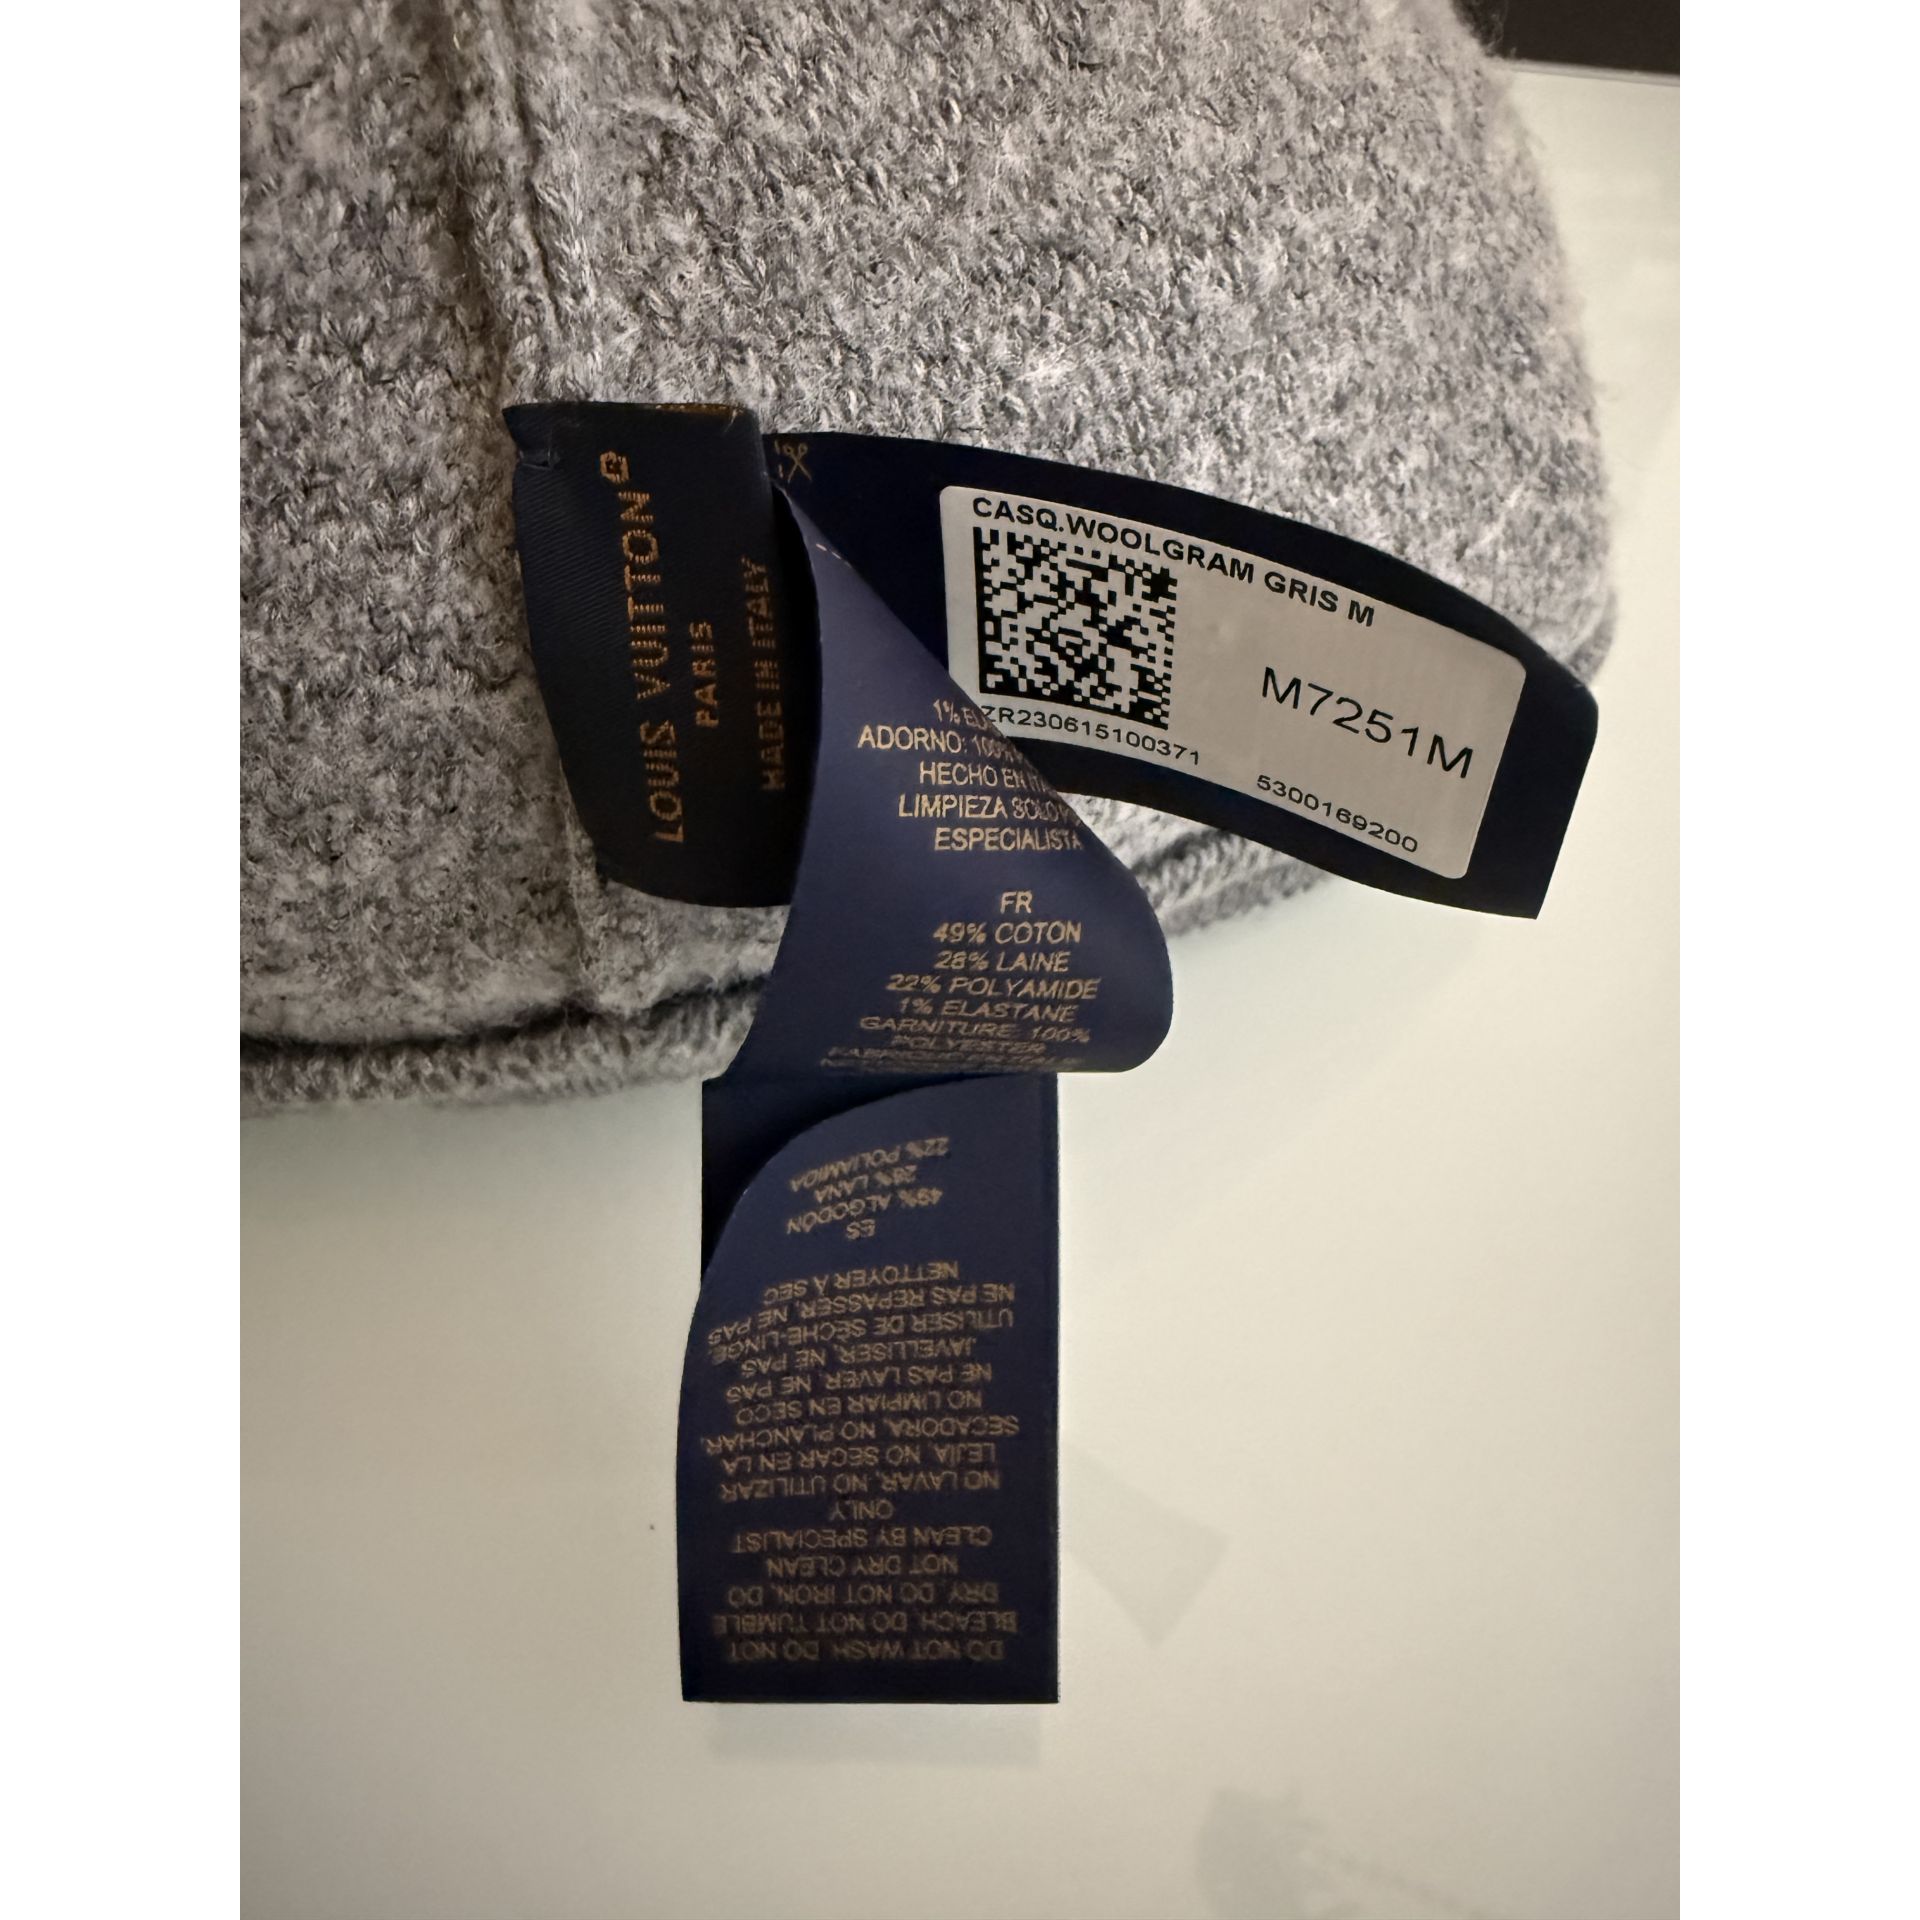 LOUIS VUITTON
PARIS
MADE IN ITALY
CASQ.WOOLGRAM GRIS M
M7251M
ZR230615100371
5300169200
1%
ADORNO: 100%
HECHO EN
LIMPIEZA SOLO
ESPECIALISTA
FR
49% COTON
28% LAINE
22% POLYAMIDE
1% ELASTANE
GARNITURE: 100%
POLYESTER
DO NOT WASH, DO NOT
BLEACH, DO NOT TUMBLE
DRY, DO NOT IRON, DO
NOT DRY CLEAN
CLEAN BY SPECIALIST
ONLY
NO LAVAR, NO UTILIZAR
LEJÍA, NO SECAR EN LA
SECADORA, NO PLANCHAR,
NO LIMPIAR EN SECO
NE PAS LAVER, NE PAS
JAVELLISER, NE PAS
UTILISER DE SÈCHE-LINGE
NE PAS REPASSER, NE PAS
NETTOYER À SEC
ES
49% ALGODÓN
28% LANA
22% POLIAMIDA